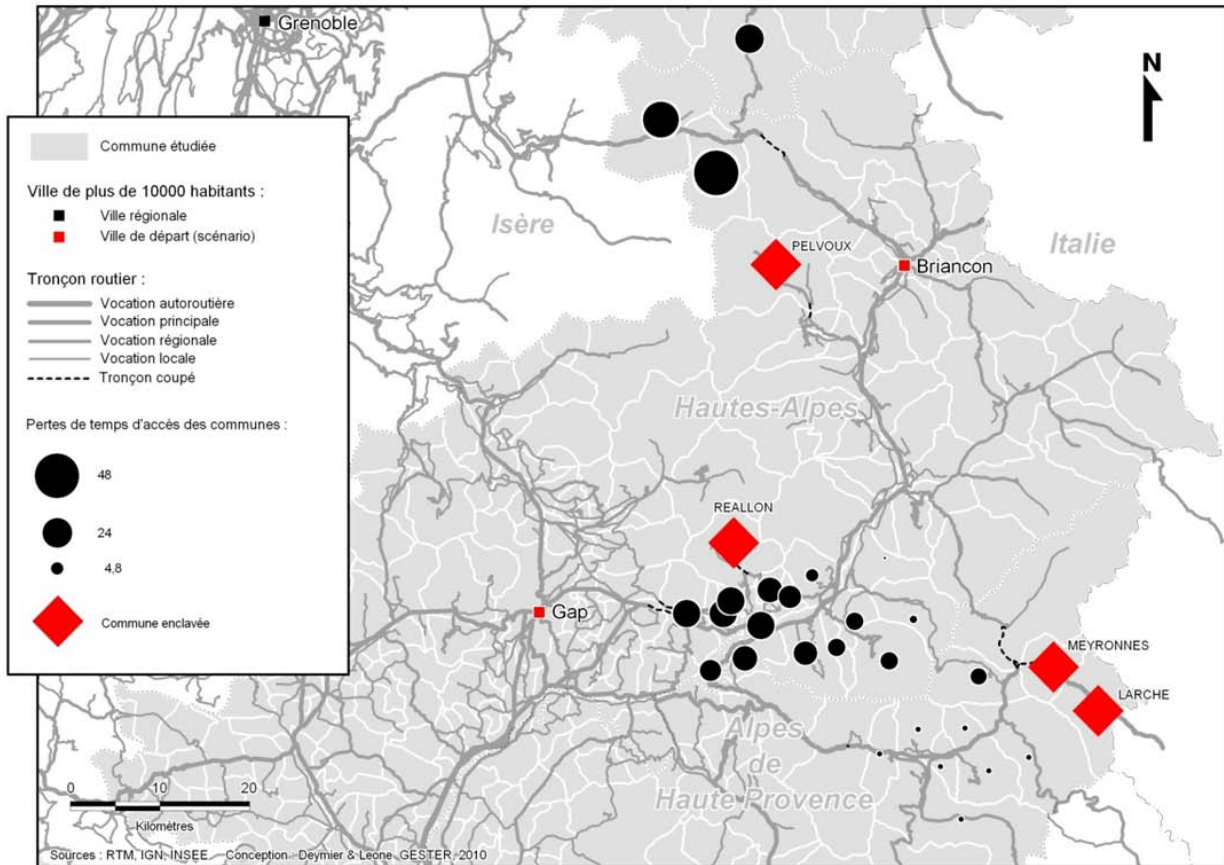 Grenoble
N
Commune étudiée
Ville de plus de 10000 habitants :
Ville régionale
Ville de départ (scénario)
Tronçon routier :
Vocation autoroutière
Vocation principale
Vocation régionale
Vocation locale
Tronçon coupé
Pertes de temps d'accès des communes :
48
24
4,8
Commune enclavée
Isère
Italie
PELVOUX
Briancon
Hautes-Alpes
REALLON
Gap
MEYRONNES
LARCHE
Alpes
de
Haute Provence
0 10 20
Kilomètres
Sources : RTM, IGN, INSEE Conception : Deymier & Leone GESTER, 2010